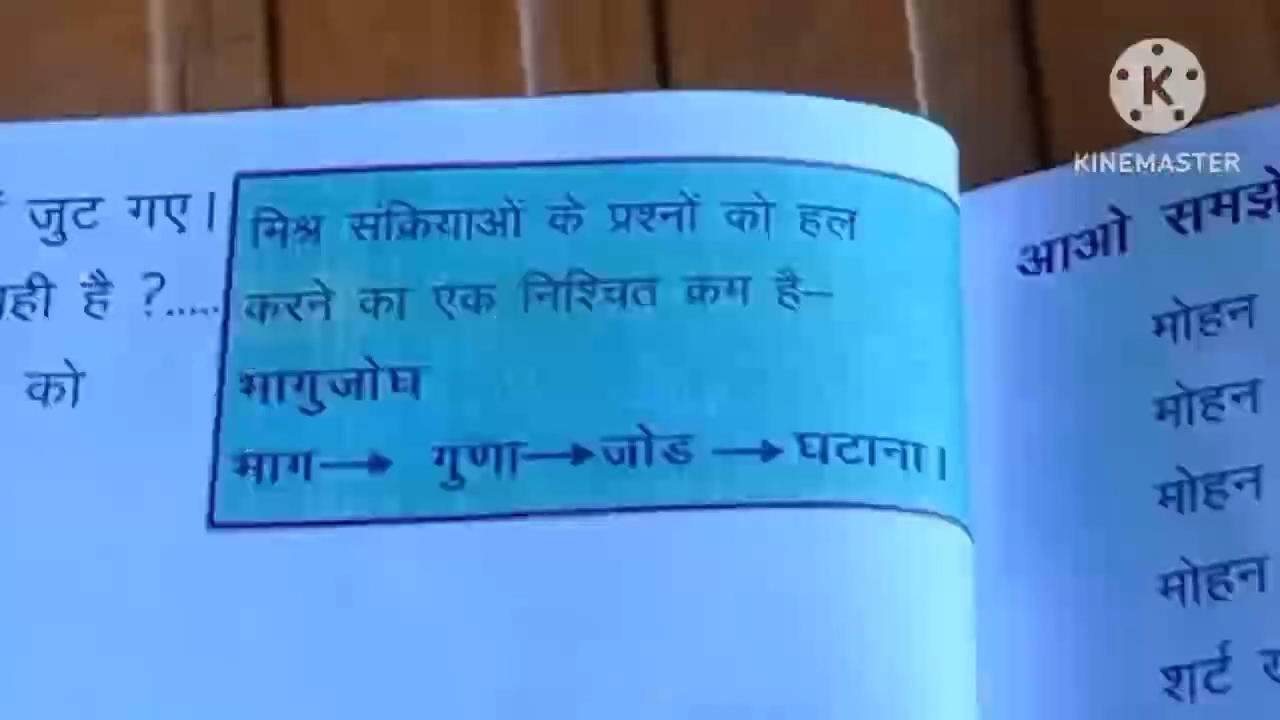 जुट गए।
ही है ?.....
को
मिश्र संक्रियाओं के प्रश्नों को हल
करने का एक निश्चित क्रम है–
भागुजोघ
भाग→ गुणा→जोड →घटाना।
KINEMASTER
आओ समझे
मोहन
मोहन
मोहन
मोहन
शर्ट